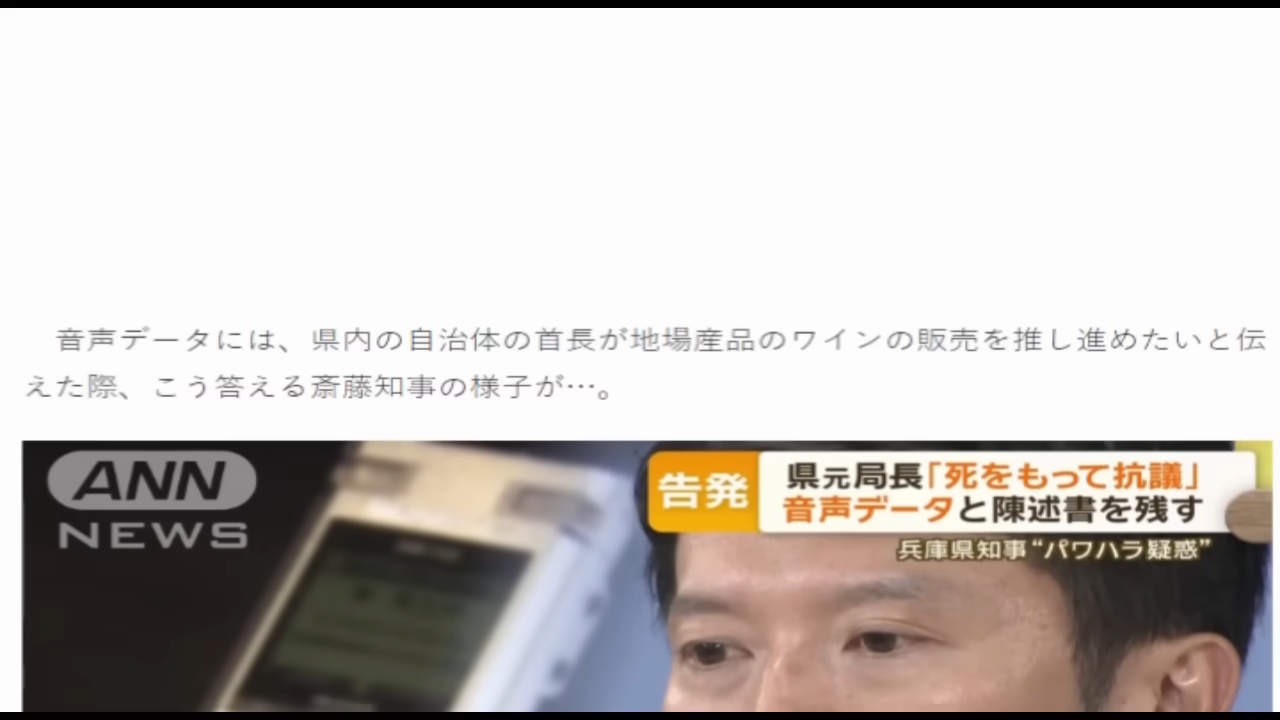 音声データには、県内の自治体の首長が地場産品のワインの販売を推し進めたいと伝
えた際、こう答える斎藤知事の様子が…。
ANN
NEWS
告発
県元局長「死をもって抗議」
音声データと陳述書を残す
兵庫県知事“パワハラ疑惑”